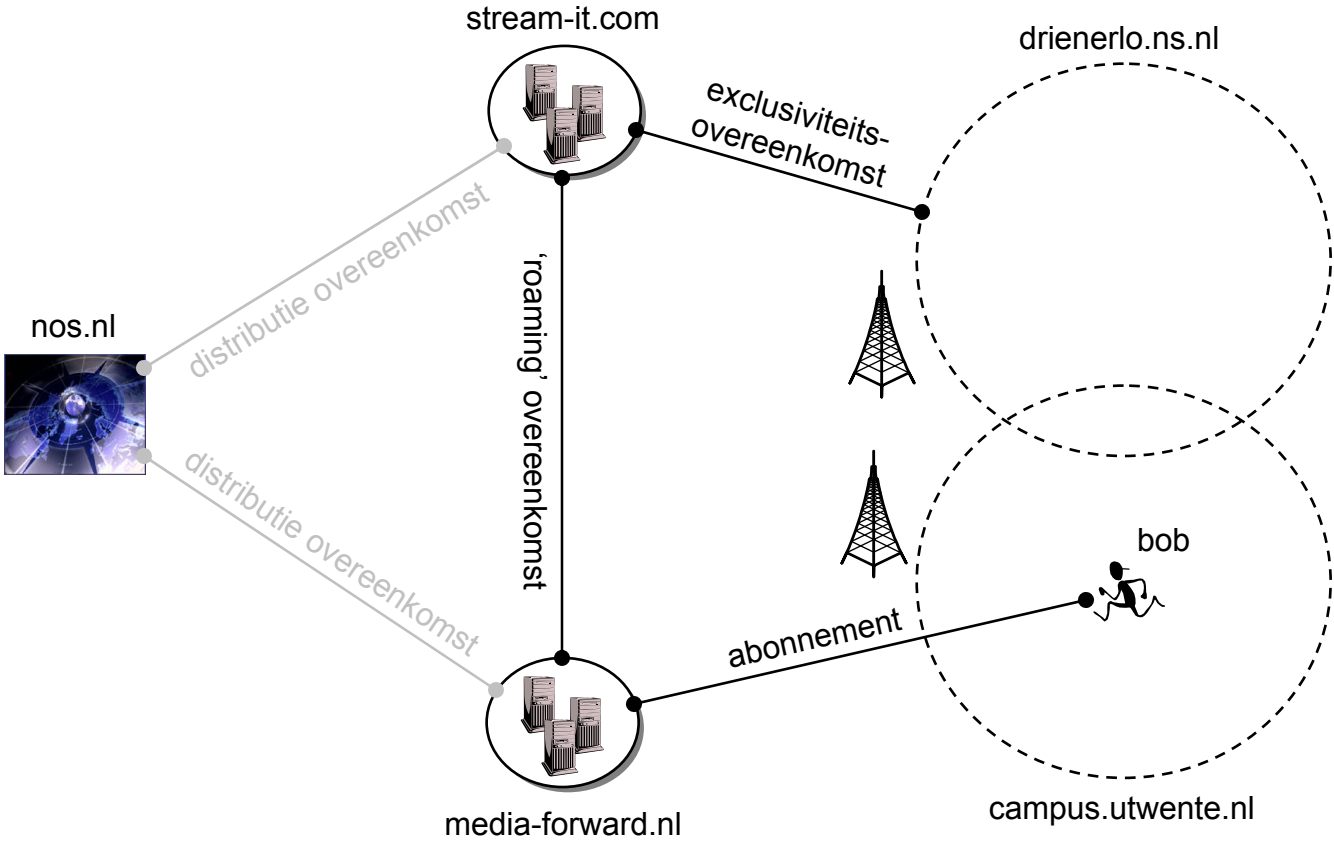 stream-it.com
drienerlo.ns.nl
exclusiviteits-
overeenkomst
distributie overeenkomst
'roaming' overeenkomst
nos.nl
distributie overeenkomst
bob
abonnement
media-forward.nl
campus.utwente.nl